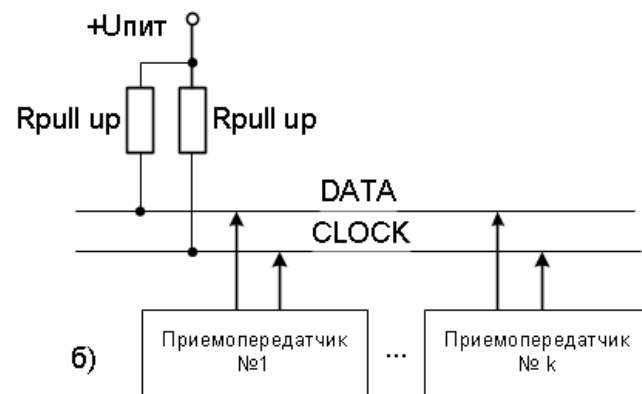 +Uпит
Rpull up
Rpull up
DATA
CLOCK
б)
Приемопередатчик
№1
...
Приемопередатчик
№ k